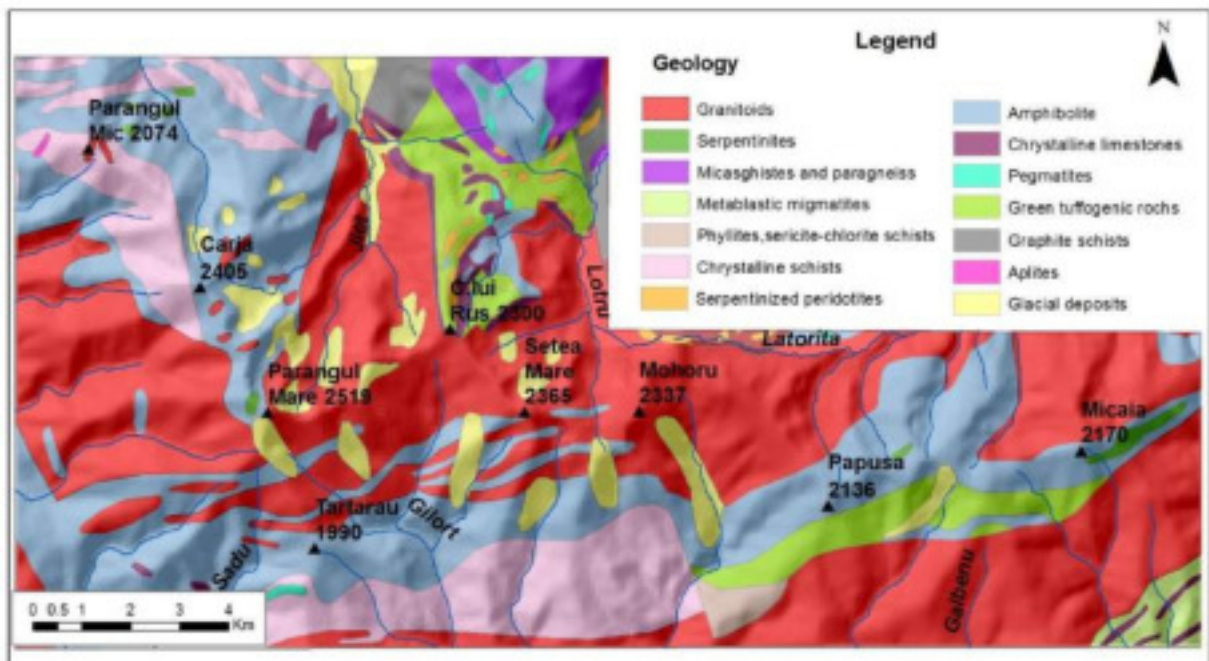 Legend
N
Geology
Granitoids
Serpentinites
Micasghistes and paragneiss
Metablastic migmatites
Phyllites,sericite-chlorite schists
Chrystalline schists
Serpentinized peridotites
Amphibolite
Chrystalline limestones
Pegmatites
Green tuffogenic rochs
Graphite schists
Aplites
Glacial deposits
Parangul
Mic 2074
Carja
2405
Jiet
C.lui
Rus 2300
Lotru
Latorita
Setea
Mare
2365
Parangul
Mare 2519
Mohoru
2337
Micaia
2170
Papusa
2136
Tartarau
1990
Gilort
Sadu
Galbenu
0 0.5 1 2 3 4
Km